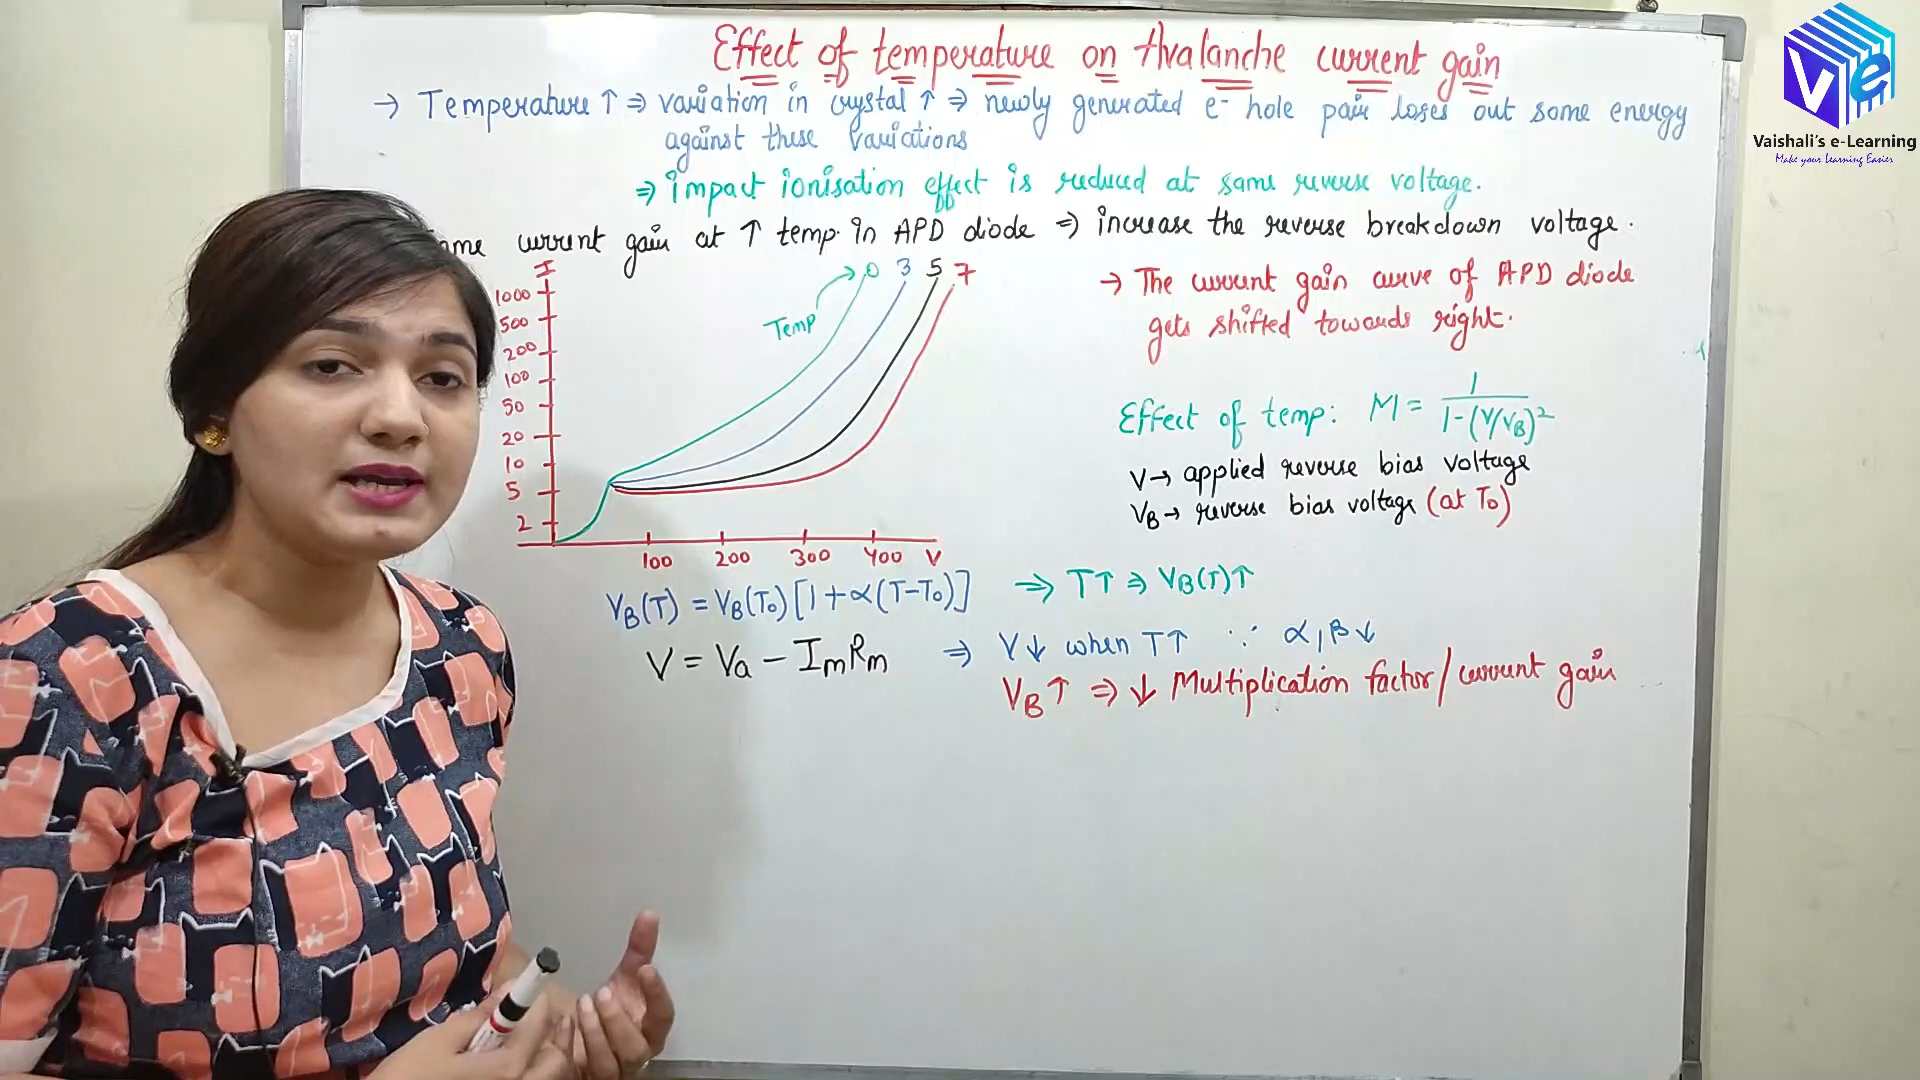 Effect of temperature on Avalanche current gain
→ Temperature ↑ ⇒ variation in crystal ↑ ⇒ newly generated e- hole pair loses out some energy
against these variations
⇒ impact ionisation effect is reduced at same reverse voltage.
current gain at ↑ temp. in APD diode ⇒ increase the reverse breakdown voltage.
I
1000
500
200
100
50
20
10
5
2
Temp
0 3 5 7
100 200 300 400 V
→ The current gain curve of APD diode
gets shifted towards right.
Effect of temp: M = 1/1-(V/VB)²
V → applied reverse bias voltage
VB → reverse bias voltage (at T0)
VB(T) = VB(T0)[1+α(T-T0)] ⇒ T↑ ⇒ VB(T)↑
V = Va - ImRm ⇒ V↓ when T↑ ∵ α,β↓
VB↑ ⇒ ↓ Multiplication factor/current gain
Ve
Vaishali's e-Learning
Make your Learning Easier